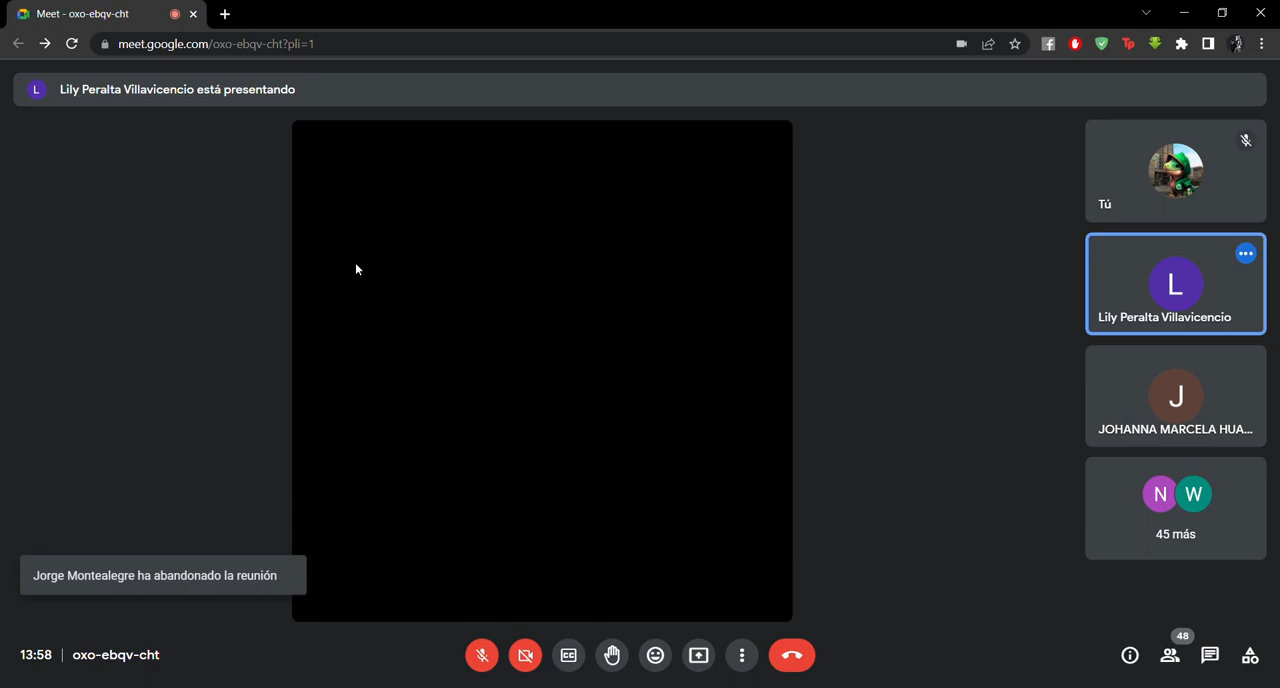 Meet - oxo-ebqv-cht
meet.google.com/oxo-ebqv-cht?pli=1
L
Lily Peralta Villavicencio está presentando
Tú
L
Lily Peralta Villavicencio
J
JOHANNA MARCELA HUA...
N W
45 más
Jorge Montealegre ha abandonado la reunión
13:58 | oxo-ebqv-cht
48